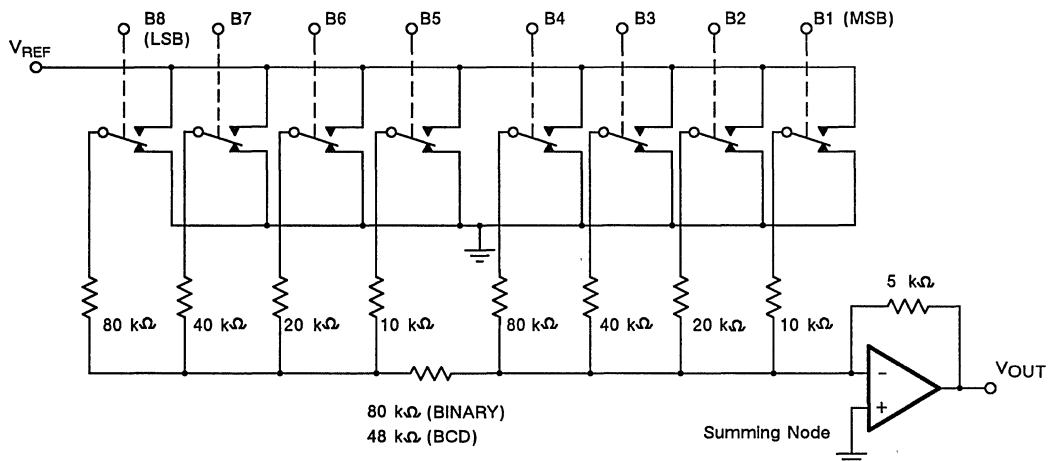 B8
(LSB)
B7
B6
B5
B4
B3
B2
B1 (MSB)
VREF
80 kΩ
40 kΩ
20 kΩ
10 kΩ
80 kΩ
40 kΩ
20 kΩ
10 kΩ
5 kΩ
80 kΩ (BINARY)
48 kΩ (BCD)
Summing Node
−
+
VOUT